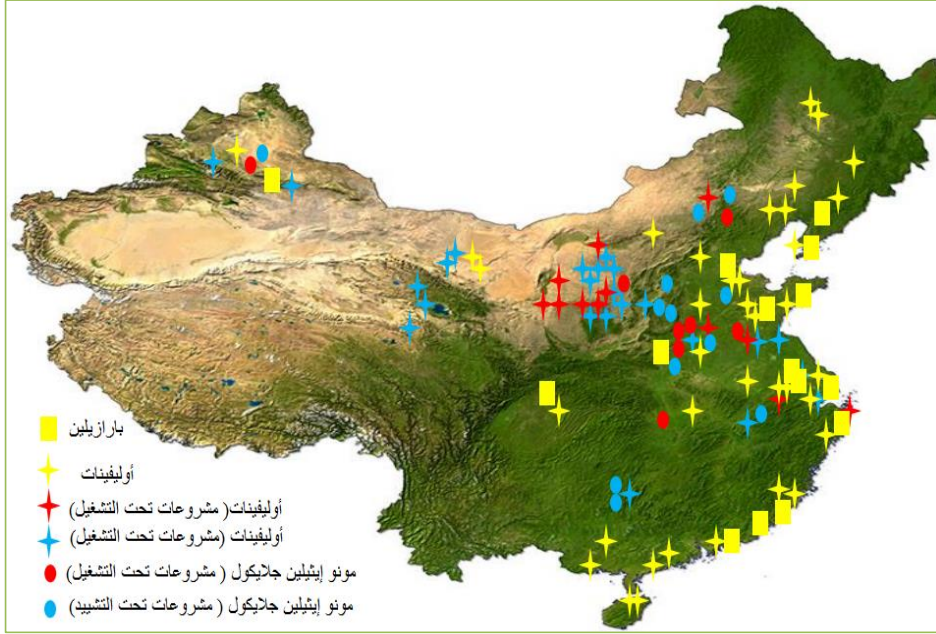 بارازيلين
أوليفينات
أوليفينات( مشروعات تحت التشغيل)
أوليفينات (مشروعات تحت التشغيل)
مونو إيثيلين جلايكول ( مشروعات تحت التشغيل)
مونو إيثيلين جلايكول ( مشروعات تحت التشييد)